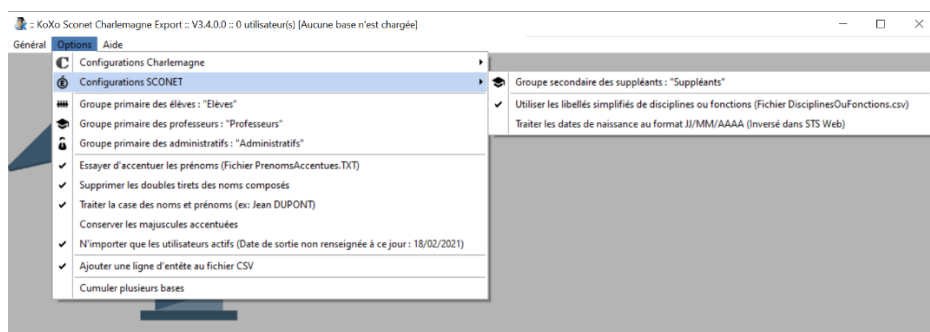 :: KoXo Sconet Charlemagne Export :: V3.4.0.0 :: 0 utilisateur(s) [Aucune base n'est chargée]
Général Options Aide
Configurations Charlemagne
Configurations SCONET
Groupe secondaire des suppléants : "Suppléants"
Groupe primaire des élèves : "Elèves"
Utiliser les libellés simplifiés de disciplines ou fonctions (Fichier DisciplinesOuFonctions.csv)
Groupe primaire des professeurs : "Professeurs"
Traiter les dates de naissance au format JJ/MM/AAAA (Inversé dans STS Web)
Groupe primaire des administratifs : "Administratifs"
Essayer d'accentuer les prénoms (Fichier PrenomsAccentues.TXT)
Supprimer les doubles tirets des noms composés
Traiter la case des noms et prénoms (ex: Jean DUPONT)
Conserver les majuscules accentuées
N'importer que les utilisateurs actifs (Date de sortie non renseignée à ce jour : 18/02/2021)
Ajouter une ligne d'entête au fichier CSV
Cumuler plusieurs bases